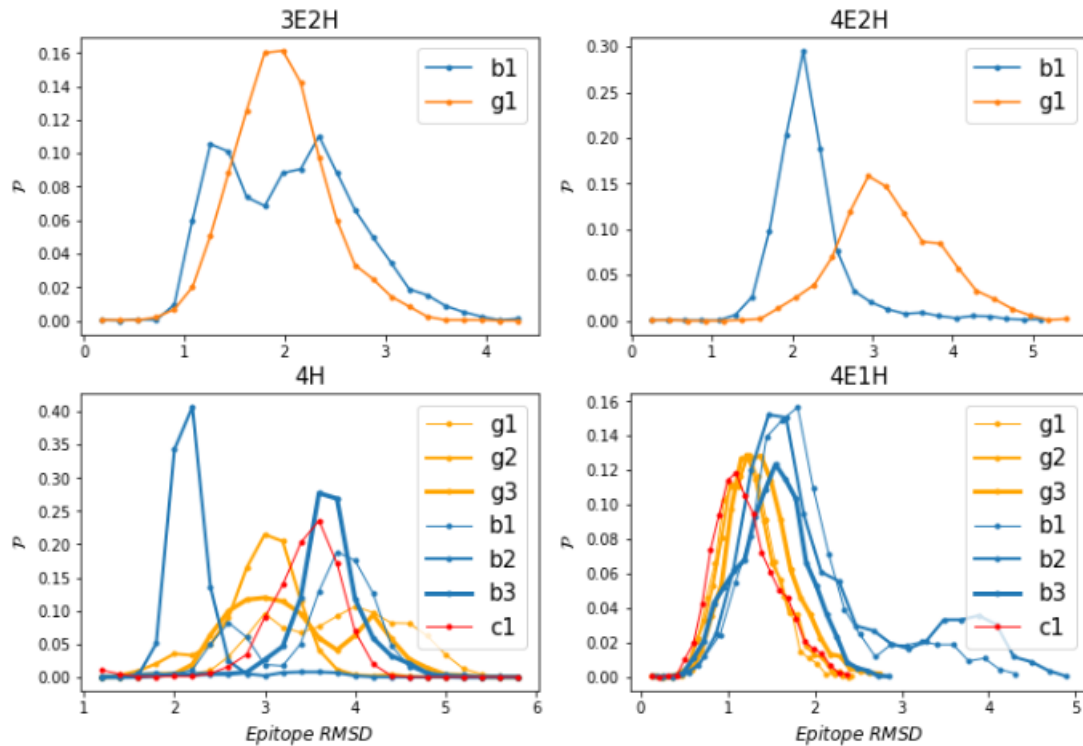 3E2H
0.16
0.14
0.12
0.10
0.08
0.06
0.04
0.02
0.00
𝒫
b1
g1
0 1 2 3 4
4E2H
0.30
0.25
0.20
0.15
0.10
0.05
0.00
𝒫
b1
g1
0 1 2 3 4 5
4H
0.40
0.35
0.30
0.25
0.20
0.15
0.10
0.05
0.00
𝒫
g1
g2
g3
b1
b2
b3
c1
1 2 3 4 5 6
Epitope RMSD
4E1H
0.16
0.14
0.12
0.10
0.08
0.06
0.04
0.02
0.00
𝒫
g1
g2
g3
b1
b2
b3
c1
0 1 2 3 4 5
Epitope RMSD